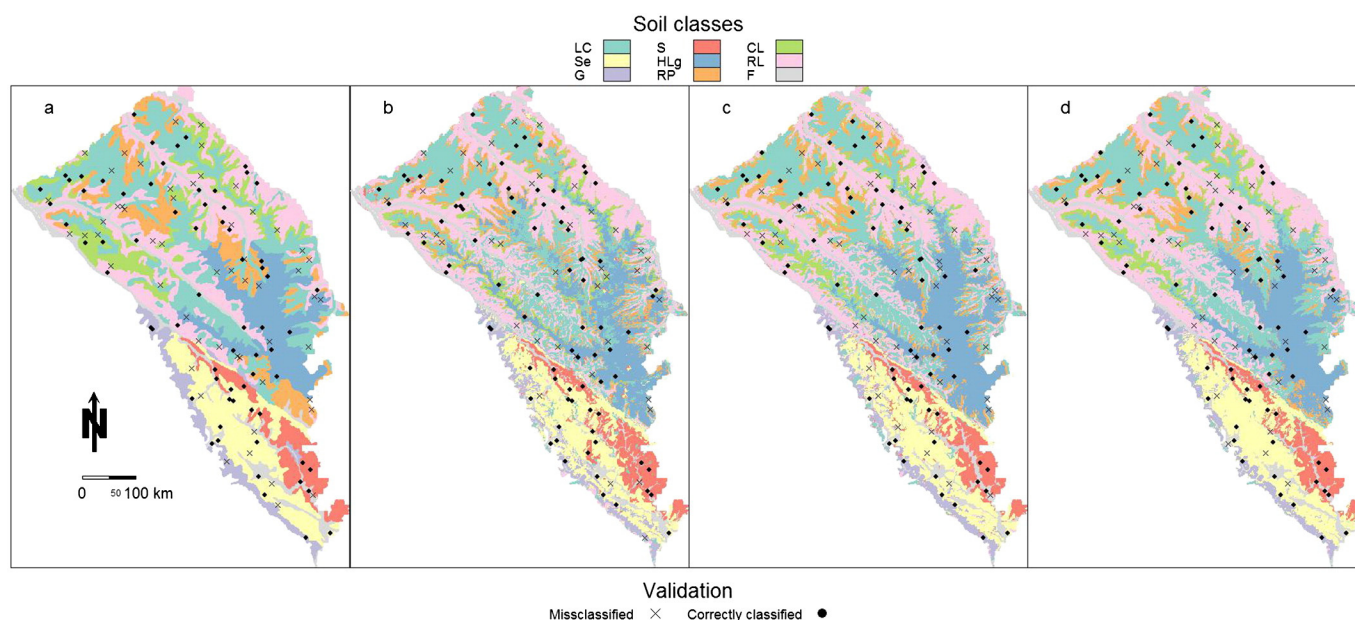 Soil classes
LC S CL
Se HLg RL
G RP F
a b c d
N
0 50 100 km
Validation
Missclassified Correctly classified